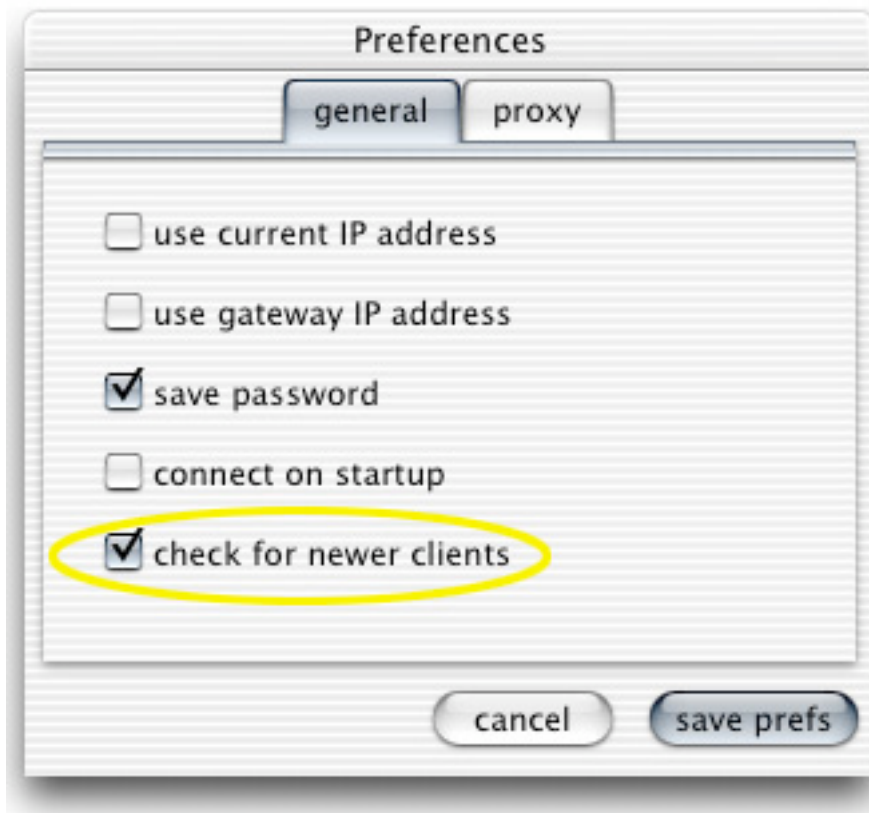 Preferences
general proxy
use current IP address
use gateway IP address
save password
connect on startup
check for newer clients
cancel save prefs